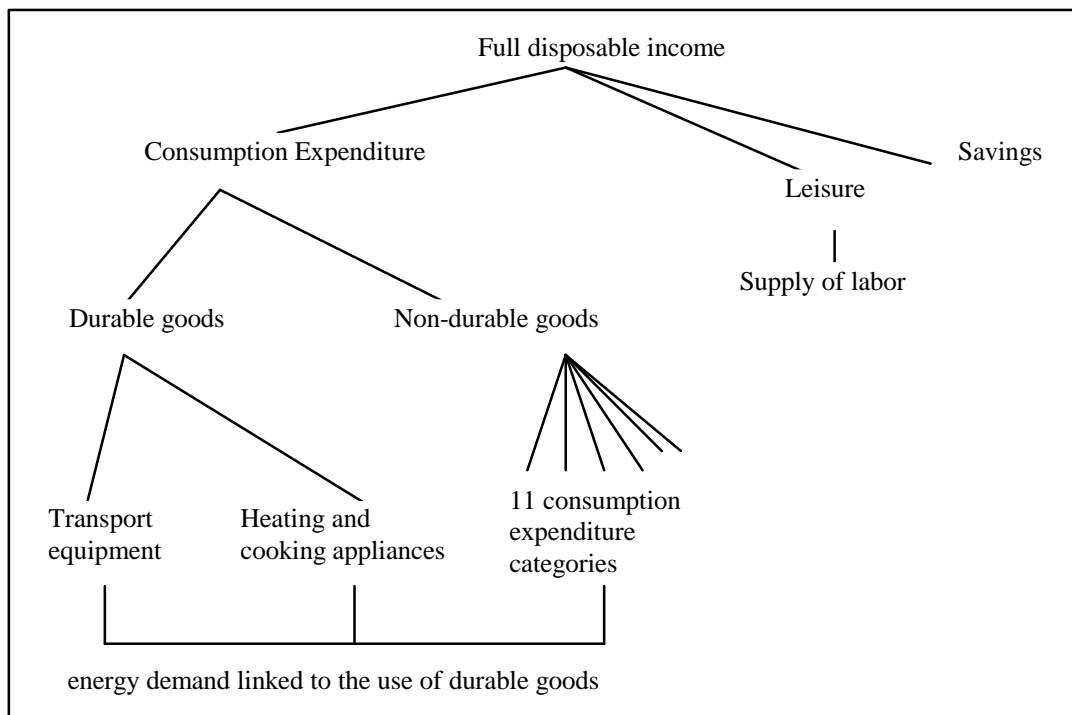 Full disposable income
Consumption Expenditure
Savings
Leisure
Supply of labor
Durable goods
Non-durable goods
Transport
equipment
Heating and
cooking appliances
11 consumption
expenditure
categories
energy demand linked to the use of durable goods